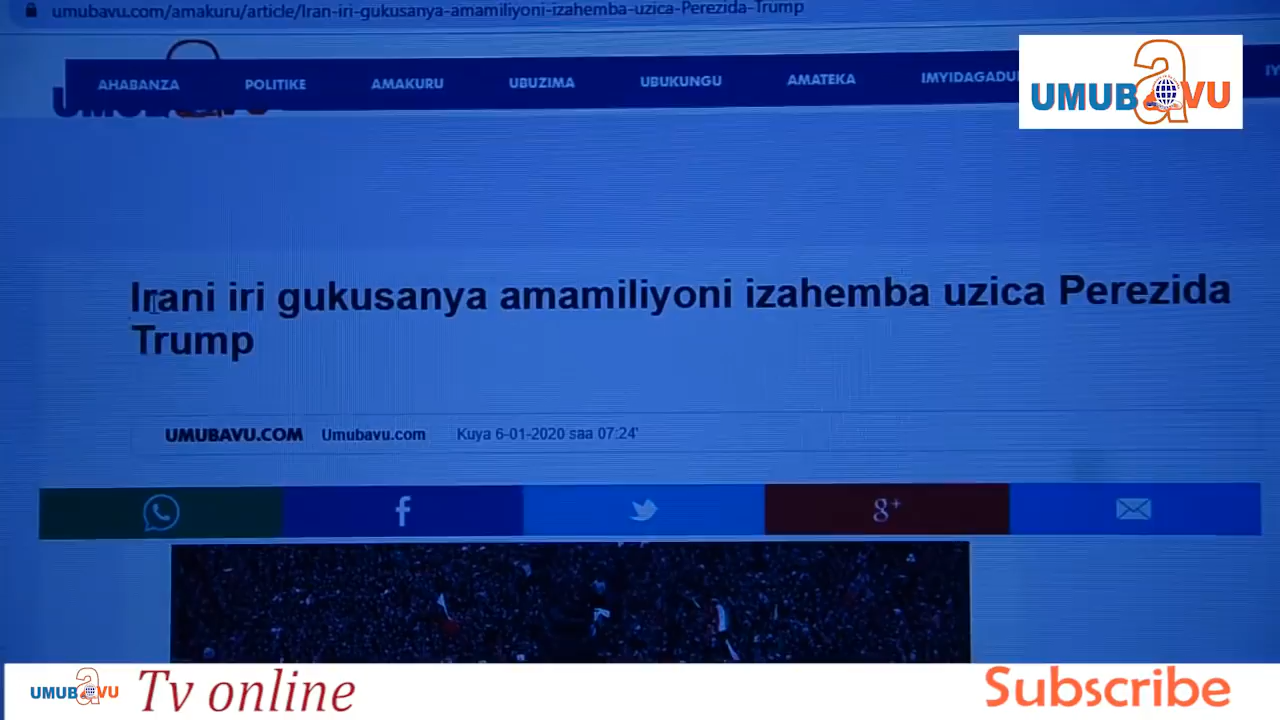 umubavu.com/amakuru/article/Iran-iri-gukusanya-amamiliyoni-izahemba-uzica-Perezida-Trump
AHABANZA POLITIKE AMAKURU UBUZIMA UBUKUNGU AMATEKA
UMUBAVU
Irani iri gukusanya amamiliyoni izahemba uzica Perezida
Trump
UMUBAVU.COM Umubavu.com Kuya 6-01-2020 saa 07:24'
UMUBAVU Tv online
Subscribe